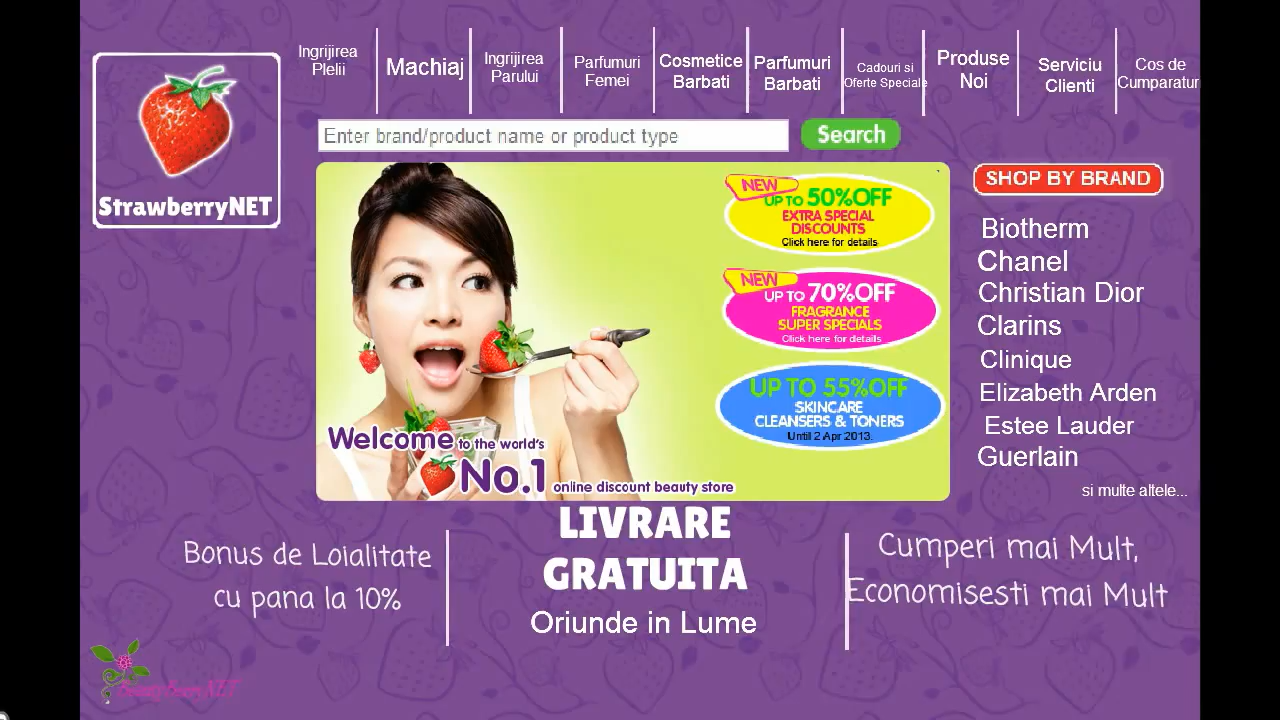 Ingrijirea
Plelii
Machiaj
Ingrijirea
Parului
Parfumuri
Femei
Cosmetice
Barbati
Parfumuri
Barbati
Cadouri si
Oferte Speciale
Produse
Noi
Serviciu
Clienti
Cos de
Cumparatur
StrawberryNET
Enter brand/product name or product type
Search
NEW
UP TO 50%OFF
EXTRA SPECIAL
DISCOUNTS
Click here for details
NEW
UP TO 70%OFF
FRAGRANCE
SUPER SPECIALS
Click here for details
UP TO 55%OFF
SKINCARE
CLEANSERS & TONERS
Until 2 Apr 2013.
Welcome to the world's
No.1 online discount beauty store
SHOP BY BRAND
Biotherm
Chanel
Christian Dior
Clarins
Clinique
Elizabeth Arden
Estee Lauder
Guerlain
si multe altele...
Bonus de Loialitate
cu pana la 10%
LIVRARE
GRATUITA
Oriunde in Lume
Cumperi mai Mult,
Economisesti mai Mult
Beauty Berry NET